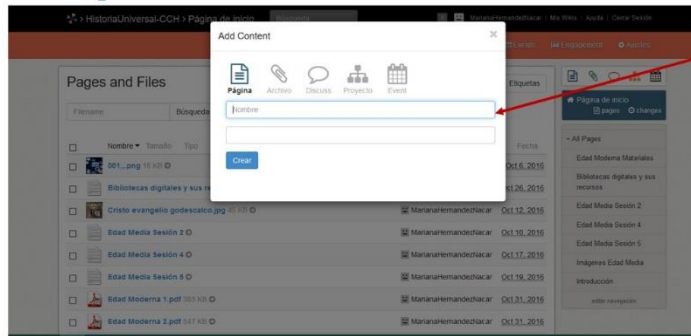 > HistoriaUniversal-CCH > Página de inicio
Búsqueda
MarianaHernandezNacar | Mis Wikis | Ayuda | Cerrar Sesión
Add Content
×
Página
Archivo
Discuss
Proyecto
Event
Nombre
Crear
Pages and Files
Etiquetas
Filename
Búsqueda
Nombre
Tamaño
Tipo
Fecha
.png 16 KB
Oct 6, 2016
Bibliotecas digitales y sus re
Oct 26, 2016
Cristo evangelio godescalco.jpg 45 KB
MarianaHernandezNacar
Oct 12, 2016
Edad Media Sesión 2
MarianaHernandezNacar
Oct 10, 2016
Edad Media Sesión 4
MarianaHernandezNacar
Oct 17, 2016
Edad Media Sesión 5
MarianaHernandezNacar
Oct 19, 2016
Edad Moderna 1.pdf
MarianaHernandezNacar
Oct 31, 2016
Edad Moderna 2.pdf 547 KB
MarianaHernandezNacar
Oct 31, 2016
Página de inicio
pages
changes
All Pages
Edad Moderna Materiales
Bibliotecas digitales y sus
recursos
Edad Media Sesión 2
Edad Media Sesión 4
Edad Media Sesión 5
Imágenes Edad Media
Introducción
editar navegación